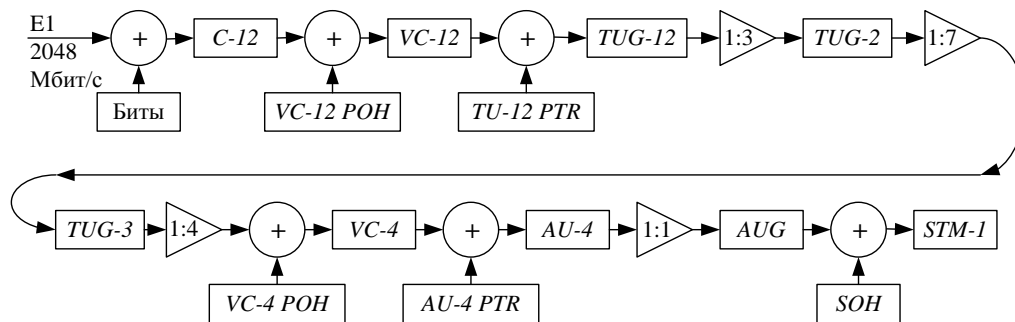 E1
2048
Мбит/с
+
C-12
+
VC-12
+
TUG-12
1:3
TUG-2
1:7
Биты
VC-12 POH
TU-12 PTR
TUG-3
1:4
+
VC-4
+
AU-4
1:1
AUG
+
STM-1
VC-4 POH
AU-4 PTR
SOH